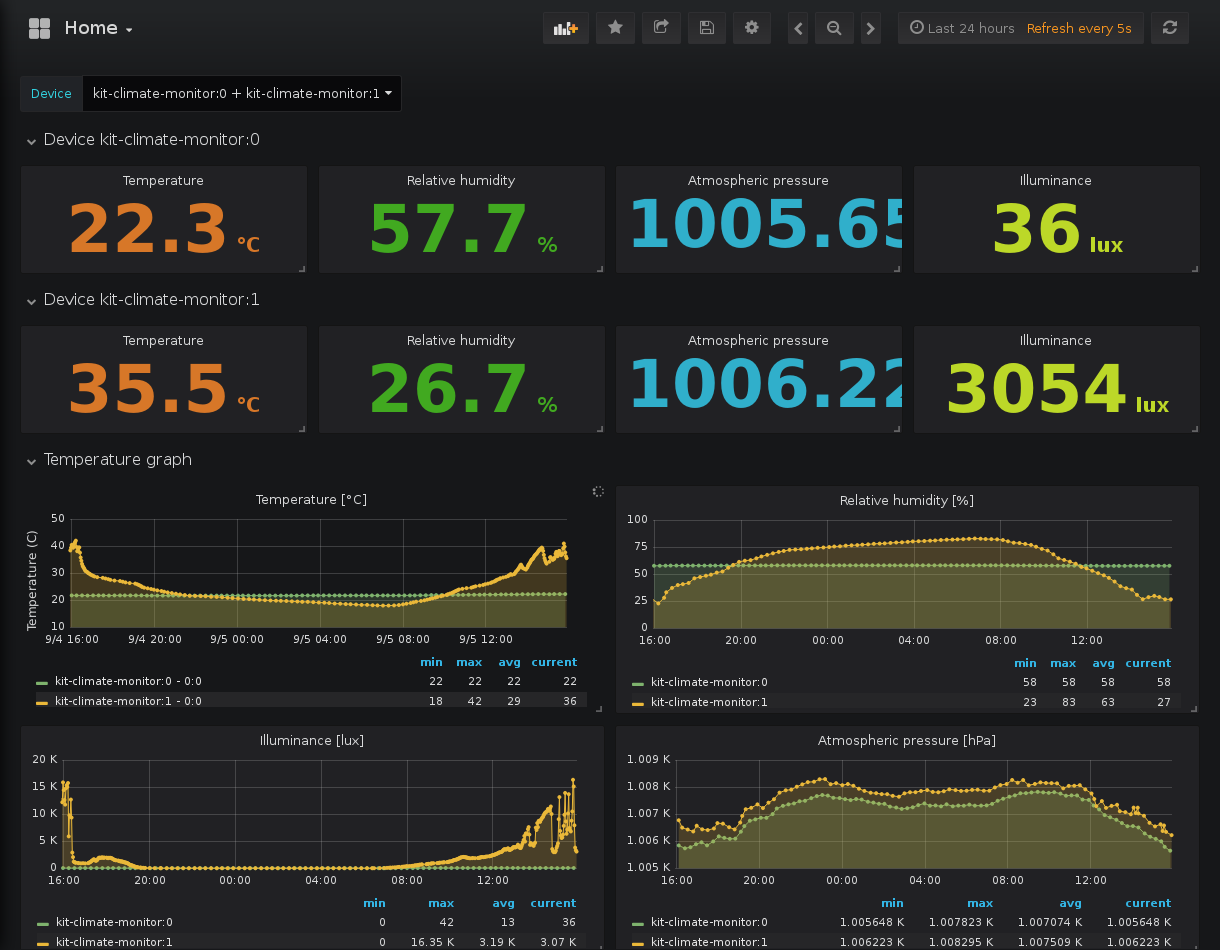 Home
Last 24 hours Refresh every 5s
Device kit-climate-monitor:0 + kit-climate-monitor:1
Device kit-climate-monitor:0
Temperature Relative humidity Atmospheric pressure Illuminance
22.3 °C 57.7 % 1005.65 36 lux
Device kit-climate-monitor:1
Temperature Relative humidity Atmospheric pressure Illuminance
35.5 °C 26.7 % 1006.22 3054 lux
Temperature graph
Temperature [°C]
Temperature (C)
50
40
30
20
10
9/4 16:00 9/4 20:00 9/5 00:00 9/5 04:00 9/5 08:00 9/5 12:00
min max avg current
kit-climate-monitor:0 - 0:0 22 22 22 22
kit-climate-monitor:1 - 0:0 18 42 29 36
Relative humidity [%]
100
75
50
25
0
16:00 20:00 00:00 04:00 08:00 12:00
min max avg current
kit-climate-monitor:0 58 58 58 58
kit-climate-monitor:1 23 83 63 27
Illuminance [lux]
20 K
15 K
10 K
5 K
0
16:00 20:00 00:00 04:00 08:00 12:00
min max avg current
kit-climate-monitor:0 0 42 13 36
kit-climate-monitor:1 0 16.35 K 3.19 K 3.07 K
Atmospheric pressure [hPa]
1.009 K
1.008 K
1.007 K
1.006 K
1.005 K
16:00 20:00 00:00 04:00 08:00 12:00
min max avg current
kit-climate-monitor:0 1.005648 K 1.007823 K 1.007074 K 1.005648 K
kit-climate-monitor:1 1.006223 K 1.008295 K 1.007509 K 1.006223 K